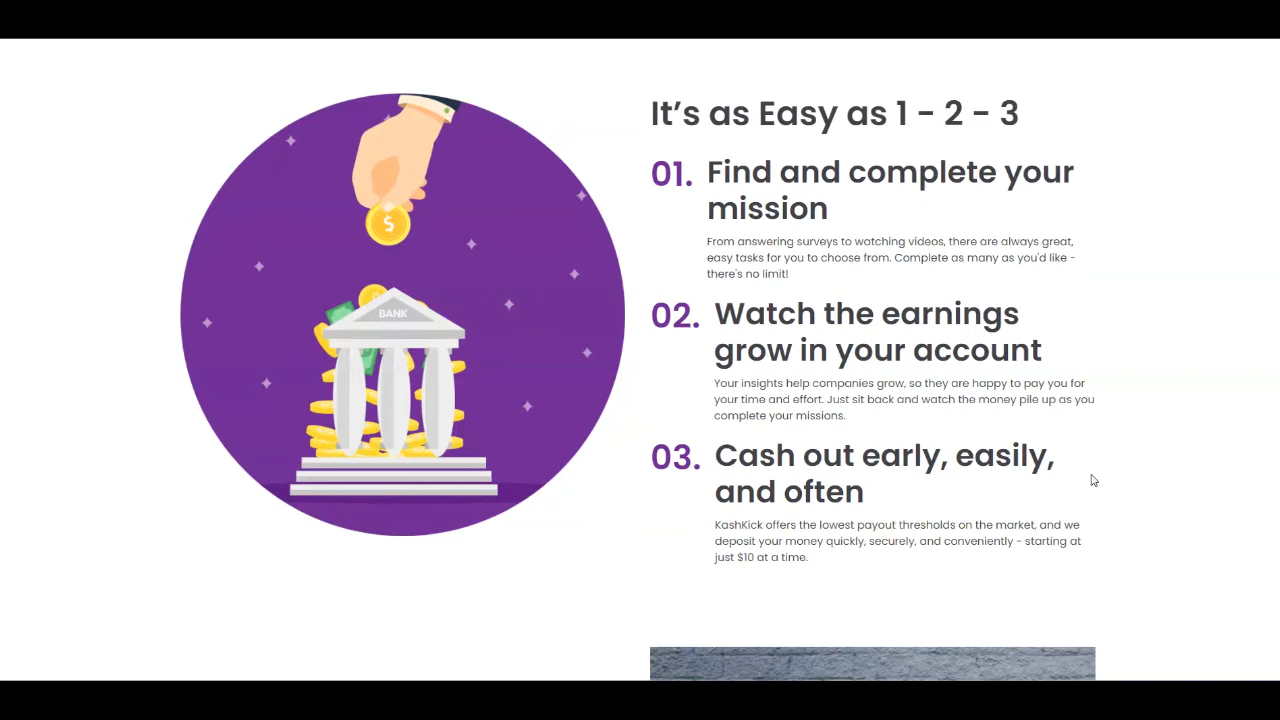 It's as Easy as 1 - 2 - 3
01. Find and complete your
mission
From answering surveys to watching videos, there are always great,
easy tasks for you to choose from. Complete as many as you'd like -
there's no limit!
02. Watch the earnings
grow in your account
Your insights help companies grow, so they are happy to pay you for
your time and effort. Just sit back and watch the money pile up as you
complete your missions.
03. Cash out early, easily,
and often
KashKick offers the lowest payout thresholds on the market, and we
deposit your money quickly, securely, and conveniently - starting at
just $10 at a time.
$
BANK